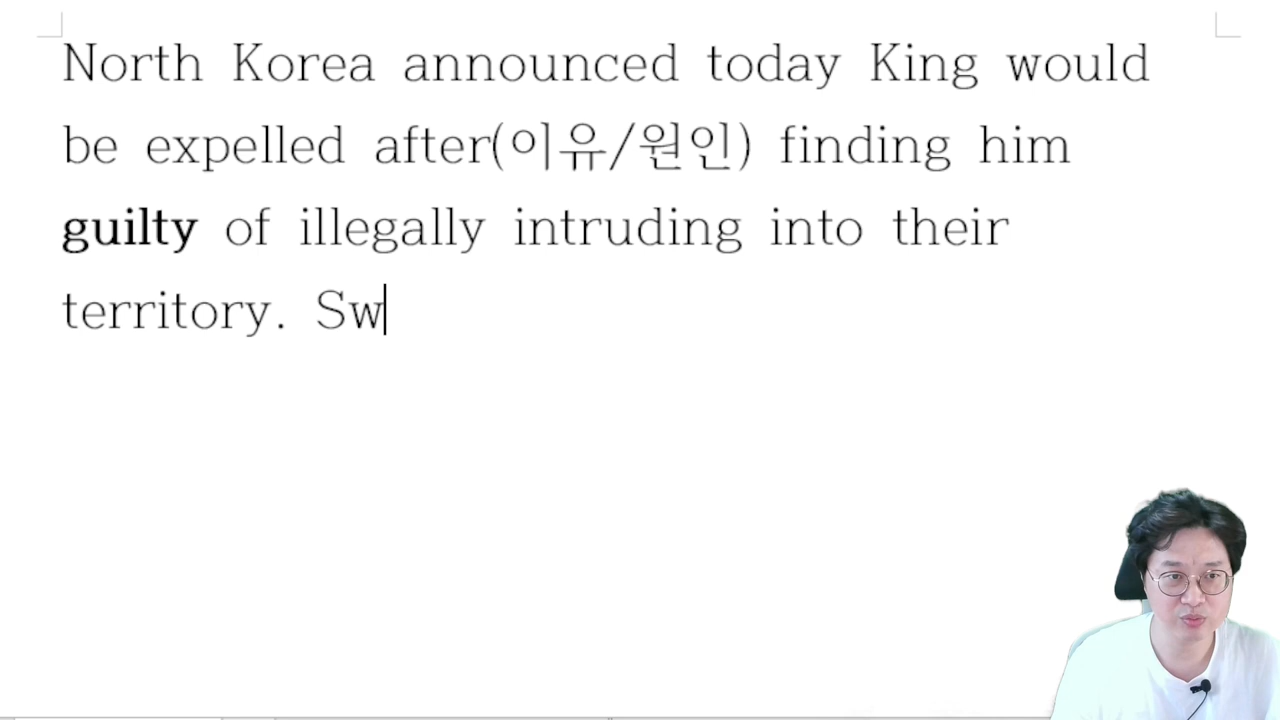 North Korea announced today King would
be expelled after(이유/원인) finding him
guilty of illegally intruding into their
territory. Sw